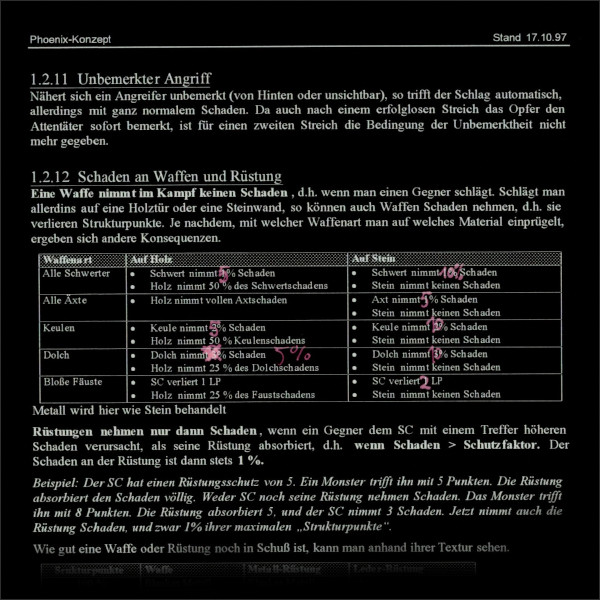 Phoenix-Konzept Stand 17.10.97
1.2.11 Unbemerkter Angriff
Nähert sich ein Angreifer unbemerkt (von Hinten oder unsichtbar), so trifft der Schlag automatisch,
allerdings mit ganz normalem Schaden. Da auch nach einem erfolglosen Streich das Opfer den
Attentäter sofort bemerkt, ist für einen zweiten Streich die Bedingung der Unbemerktheit nicht
mehr gegeben.
1.2.12 Schaden an Waffen und Rüstung
Eine Waffe nimmt im Kampf keinen Schaden , d.h. wenn man einen Gegner schlägt. Schlägt man
allerdins auf eine Holztür oder eine Steinwand, so können auch Waffen Schaden nehmen, d.h. sie
verlieren Strukturpunkte. Je nachdem, mit welcher Waffenart man auf welches Material einprügelt,
ergeben sich andere Konsequenzen.
Waffenart Auf Holz Auf Stein
Alle Schwerter • Schwert nimmt % Schaden • Schwert nimmt 10% Schaden
• Holz nimmt 50 % des Schwertschadens • Stein nimmt keinen Schaden
Alle Äxte • Holz nimmt vollen Axtschaden • Axt nimmt 5% Schaden
• Stein nimmt keinen Schaden
Keulen • Keule nimmt % Schaden • Keule nimmt % Schaden
• Holz nimmt 50 % Keulenschadens • Stein nimmt keinen Schaden
Dolch • Dolch nimmt % Schaden 5% • Dolch nimmt % Schaden
• Holz nimmt 25 % des Dolchschadens • Stein nimmt keinen Schaden
Bloße Fäuste • SC verliert 1 LP • SC verliert 2 LP
• Holz nimmt 25 % des Faustschadens • Stein nimmt keinen Schaden
Metall wird hier wie Stein behandelt
Rüstungen nehmen nur dann Schaden, wenn ein Gegner dem SC mit einem Treffer höheren
Schaden verursacht, als seine Rüstung absorbiert, d.h. wenn Schaden > Schutzfaktor. Der
Schaden an der Rüstung ist dann stets 1 %.
Beispiel: Der SC hat einen Rüstungsschutz von 5. Ein Monster trifft ihn mit 5 Punkten. Die Rüstung
absorbiert den Schaden völlig. Weder SC noch seine Rüstung nehmen Schaden. Das Monster trifft
ihn mit 8 Punkten. Die Rüstung absorbiert 5, und der SC nimmt 3 Schaden. Jetzt nimmt auch die
Rüstung Schaden, und zwar 1% ihrer maximalen „Strukturpunkte“.
Wie gut eine Waffe oder Rüstung noch in Schuß ist, kann man anhand ihrer Textur sehen.
Strukturpunkte Waffe Metall-Rüstung Leder-Rüstung